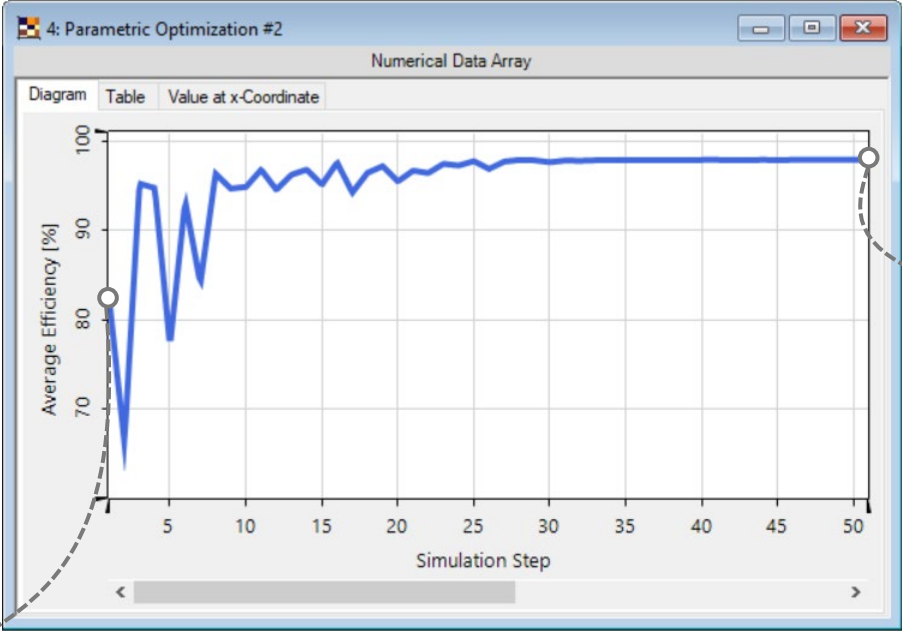 4: Parametric Optimization #2
Numerical Data Array
Diagram Table Value at x-Coordinate
Average Efficiency [%]
100
90
80
70
5 10 15 20 25 30 35 40 45 50
Simulation Step